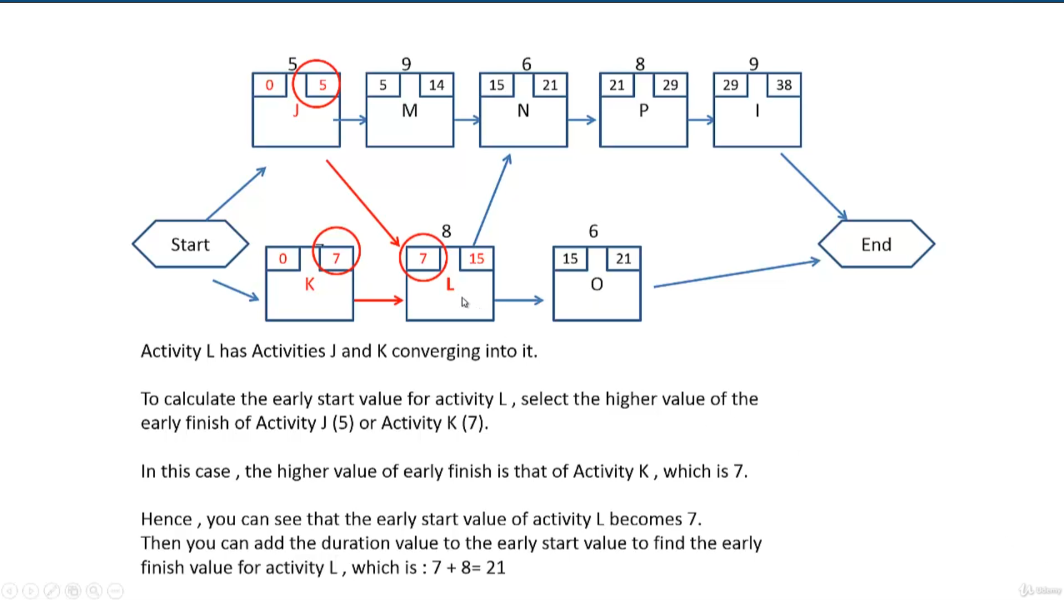 5 9 6 8 9
0 5 5 14 15 21 21 29 29 38
J M N P I
8 6
Start End
0 7 7 15 15 21
K L O
Activity L has Activities J and K converging into it.
To calculate the early start value for activity L , select the higher value of the
early finish of Activity J (5) or Activity K (7).
In this case , the higher value of early finish is that of Activity K , which is 7.
Hence , you can see that the early start value of activity L becomes 7.
Then you can add the duration value to the early start value to find the early
finish value for activity L , which is : 7 + 8= 21
Udemy